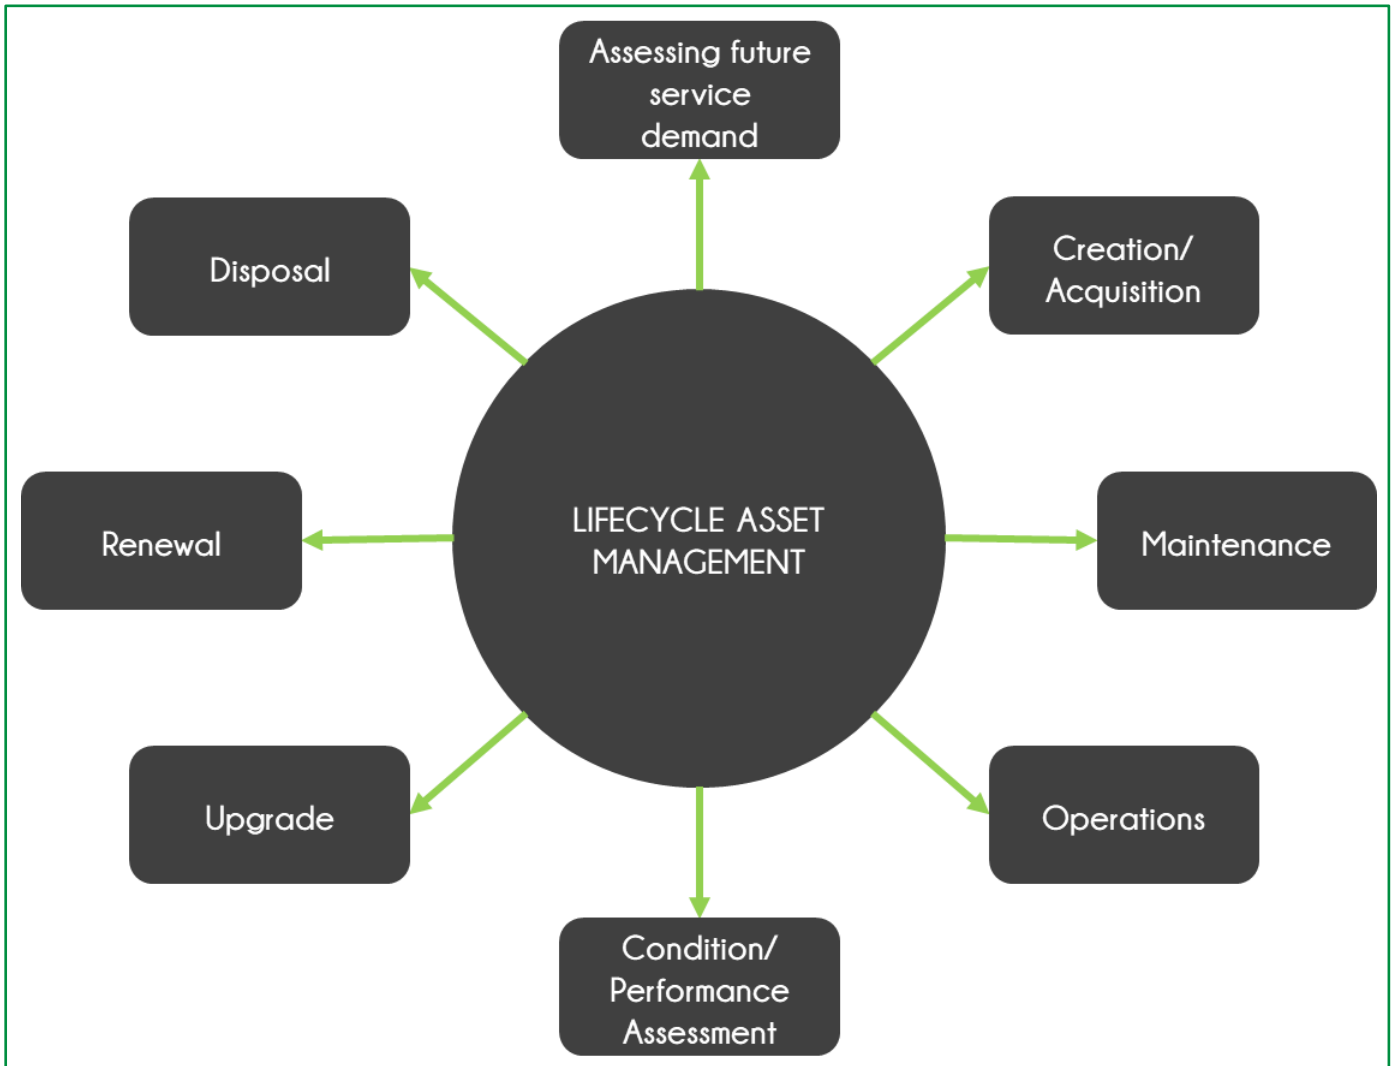 Assessing future
service
demand
Creation/
Acquisition
Disposal
LIFECYCLE ASSET
MANAGEMENT
Renewal
Maintenance
Upgrade
Operations
Condition/
Performance
Assessment